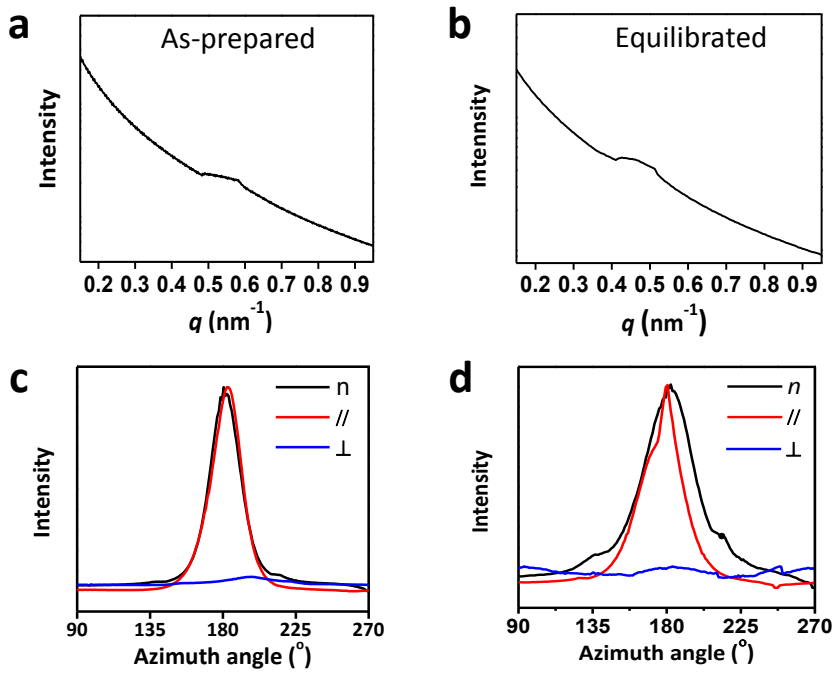 a
As-prepared
Intensity
0.2 0.3 0.4 0.5 0.6 0.7 0.8 0.9
q (nm⁻¹)
b
Equilibrated
Intennsity
0.2 0.3 0.4 0.5 0.6 0.7 0.8 0.9
q (nm⁻¹)
c
n
//
⊥
Intensity
90 135 180 225 270
Azimuth angle (°)
d
n
//
⊥
Intensity
90 135 180 225 270
Azimuth angle (°)